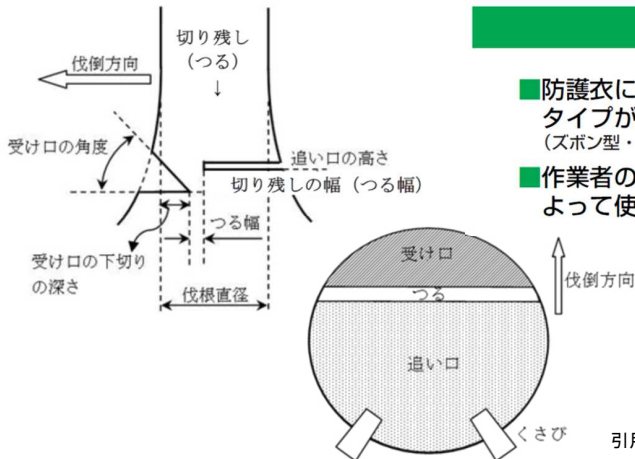 切り残し
（つる）
↓
伐倒方向
受け口の角度
追い口の高さ
切り残しの幅（つる幅）
つる幅
受け口の下切り
の深さ
伐根直径
受け口
つる
追い口
くさび
伐倒方向
■防護衣に
タイプが
（ズボン型・
■作業者の
よって使
引用